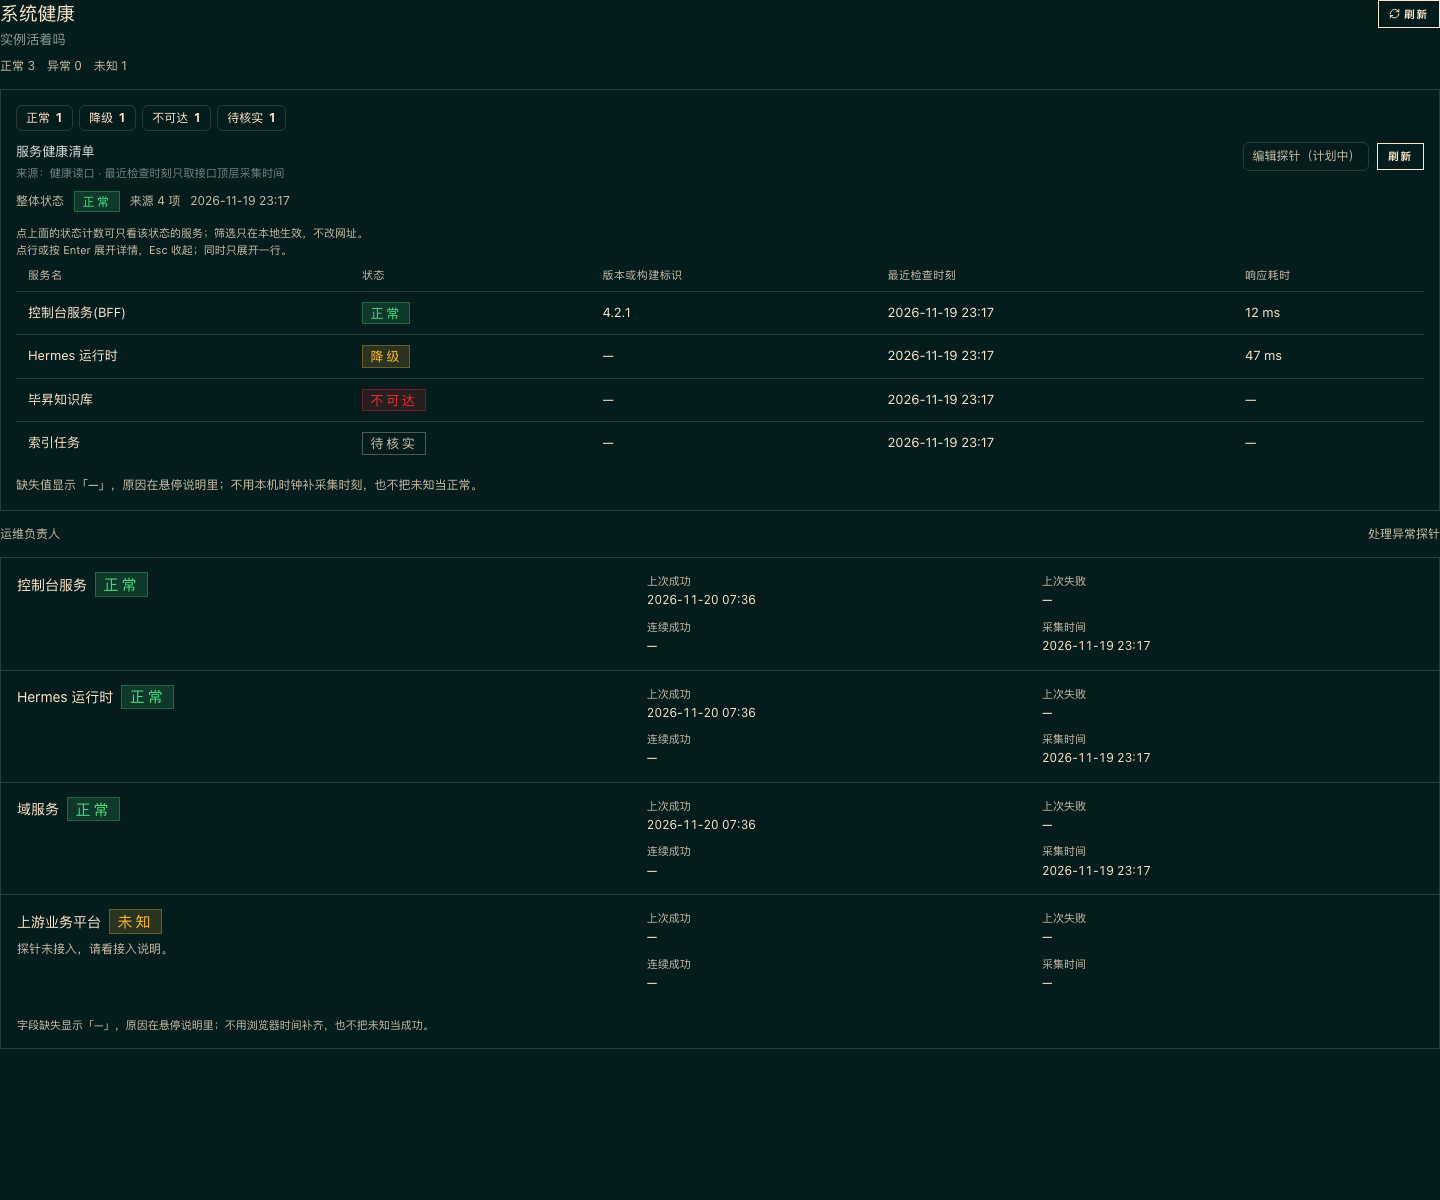 系统健康
刷新
实例活着吗
正常 3 异常 0 未知 1
正常 1 降级 1 不可达 1 待核实 1
服务健康清单
编辑探针（计划中） 刷新
来源：健康读口 · 最近检查时刻只取接口顶层采集时间
整体状态 正常 来源 4 项 2026-11-19 23:17
点上面的状态计数可只看该状态的服务；筛选只在本地生效，不改网址。
点行或按 Enter 展开详情，Esc 收起；同时只展开一行。
服务名 状态 版本或构建标识 最近检查时刻 响应耗时
控制台服务(BFF) 正常 4.2.1 2026-11-19 23:17 12 ms
Hermes 运行时 降级 — 2026-11-19 23:17 47 ms
毕昇知识库 不可达 — 2026-11-19 23:17 —
索引任务 待核实 — 2026-11-19 23:17 —
缺失值显示「—」，原因在悬停说明里；不用本机时钟补采集时刻，也不把未知当正常。
运维负责人 处理异常探针
控制台服务 正常
上次成功 上次失败
2026-11-20 07:36 —
连续成功 采集时间
— 2026-11-19 23:17
Hermes 运行时 正常
上次成功 上次失败
2026-11-20 07:36 —
连续成功 采集时间
— 2026-11-19 23:17
域服务 正常
上次成功 上次失败
2026-11-20 07:36 —
连续成功 采集时间
— 2026-11-19 23:17
上游业务平台 未知
探针未接入，请看接入说明。
上次成功 上次失败
— —
连续成功 采集时间
— —
字段缺失显示「—」，原因在悬停说明里；不用浏览器时间补齐，也不把未知当成功。